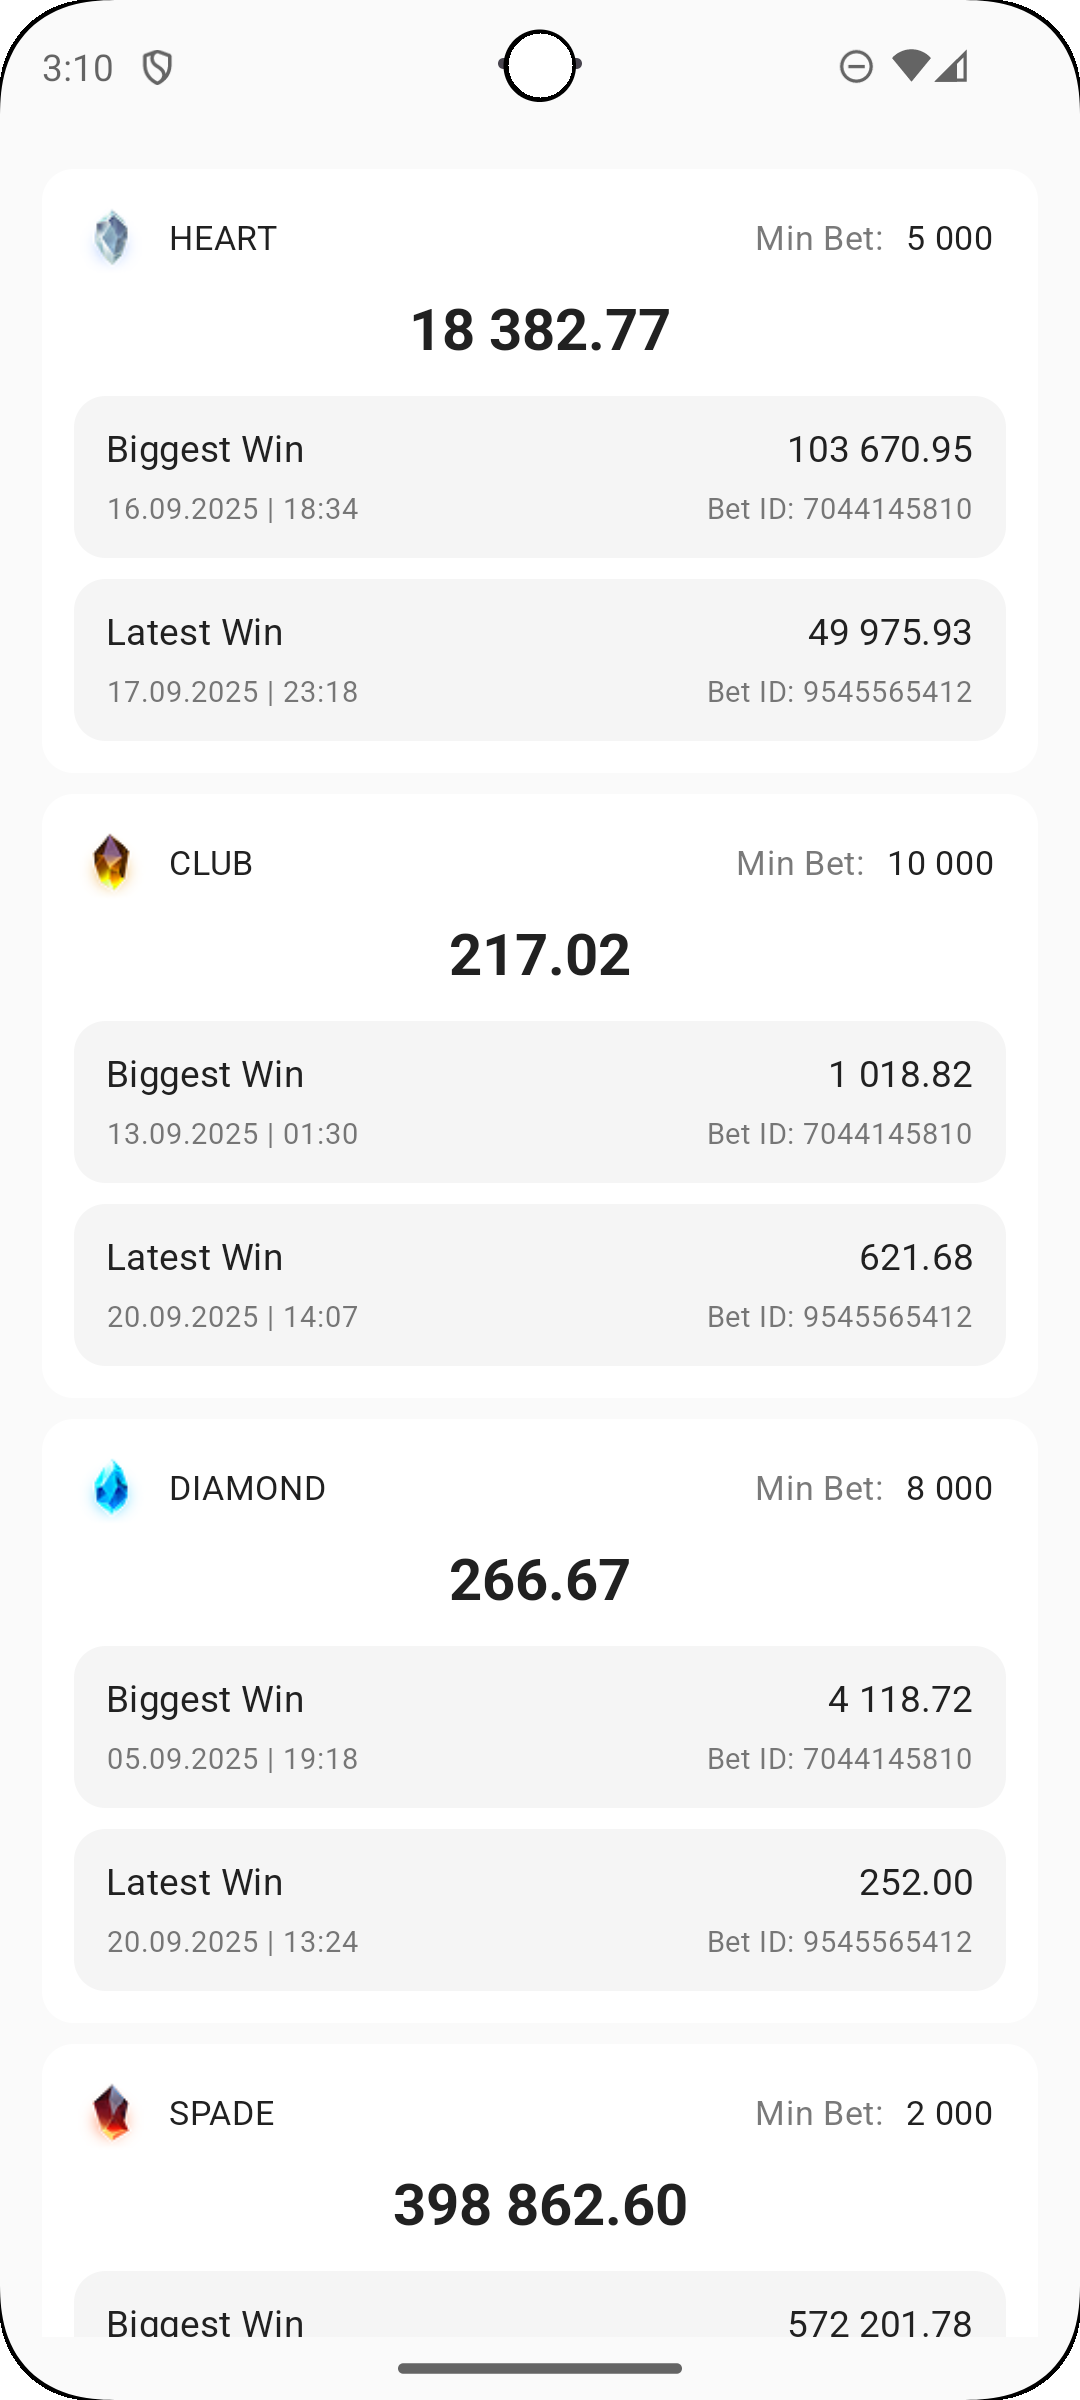 3:10
HEART Min Bet: 5 000
18 382.77
Biggest Win 103 670.95
16.09.2025 | 18:34 Bet ID: 7044145810
Latest Win 49 975.93
17.09.2025 | 23:18 Bet ID: 9545565412
CLUB Min Bet: 10 000
217.02
Biggest Win 1 018.82
13.09.2025 | 01:30 Bet ID: 7044145810
Latest Win 621.68
20.09.2025 | 14:07 Bet ID: 9545565412
DIAMOND Min Bet: 8 000
266.67
Biggest Win 4 118.72
05.09.2025 | 19:18 Bet ID: 7044145810
Latest Win 252.00
20.09.2025 | 13:24 Bet ID: 9545565412
SPADE Min Bet: 2 000
398 862.60
Biggest Win 572 201.78